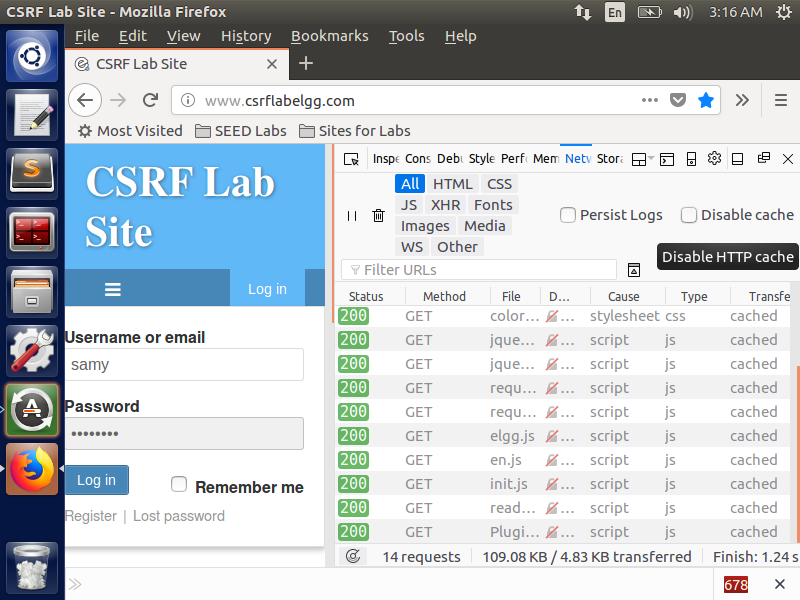 CSRF Lab Site - Mozilla Firefox
En
3:16 AM
File Edit View History Bookmarks Tools Help
CSRF Lab Site
www.csrflabelgg.com
Most Visited SEED Labs Sites for Labs
CSRF Lab
Site
Log in
Username or email
samy
Password
••••••••
Log in
Remember me
Register | Lost password
Inspe Cons Debu Style Perf Mem Netw Stora
All HTML CSS
JS XHR Fonts
Images Media
WS Other
Persist Logs Disable cache
Filter URLs
Disable HTTP cache
Status Method File D... Cause Type Transfe
200 GET color... ... stylesheet css cached
200 GET jque... ... script js cached
200 GET jque... ... script js cached
200 GET requ... ... script js cached
200 GET requ... ... script js cached
200 GET elgg.js ... script js cached
200 GET en.js ... script js cached
200 GET init.js ... script js cached
200 GET read... ... script js cached
200 GET Plugi... ... script js cached
14 requests 109.08 KB / 4.83 KB transferred Finish: 1.24 s
678